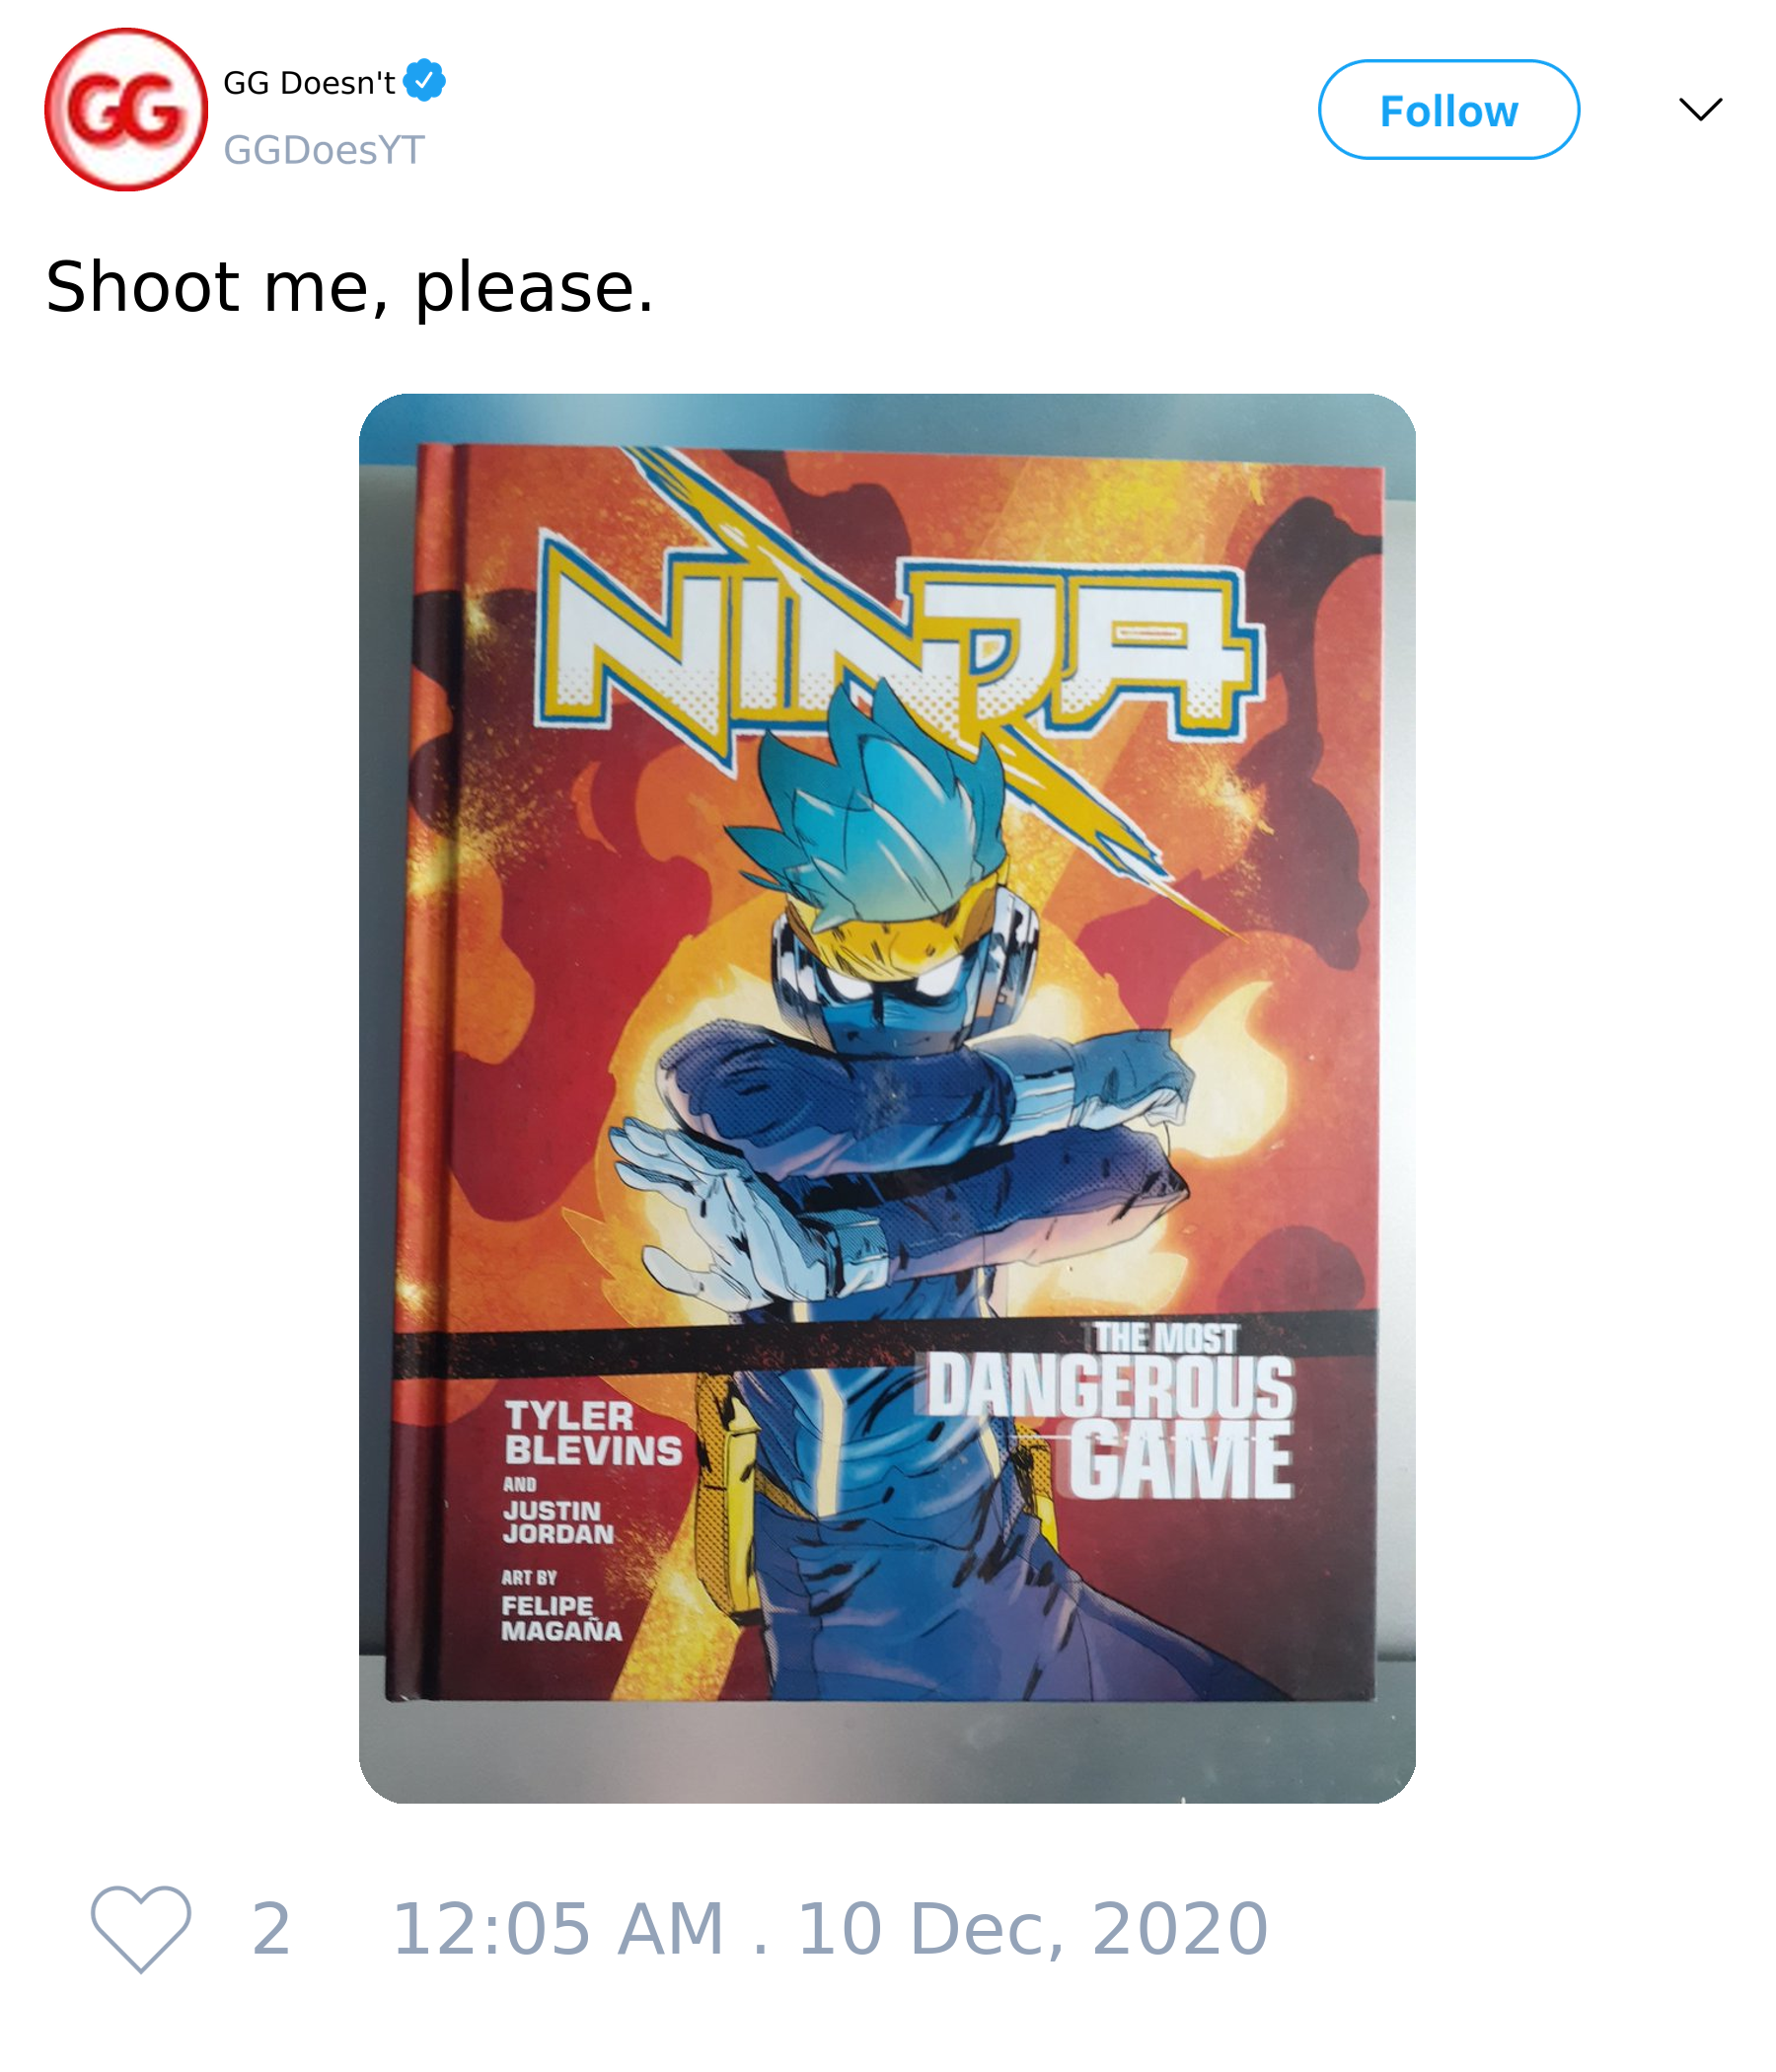 GG
GG Doesn't
GGDoesYT
Follow
Shoot me, please.
NINJA
THE MOST
DANGEROUS
GAME
TYLER
BLEVINS
AND
JUSTIN
JORDAN
ART BY
FELIPE
MAGAÑA
2 12:05 AM . 10 Dec, 2020